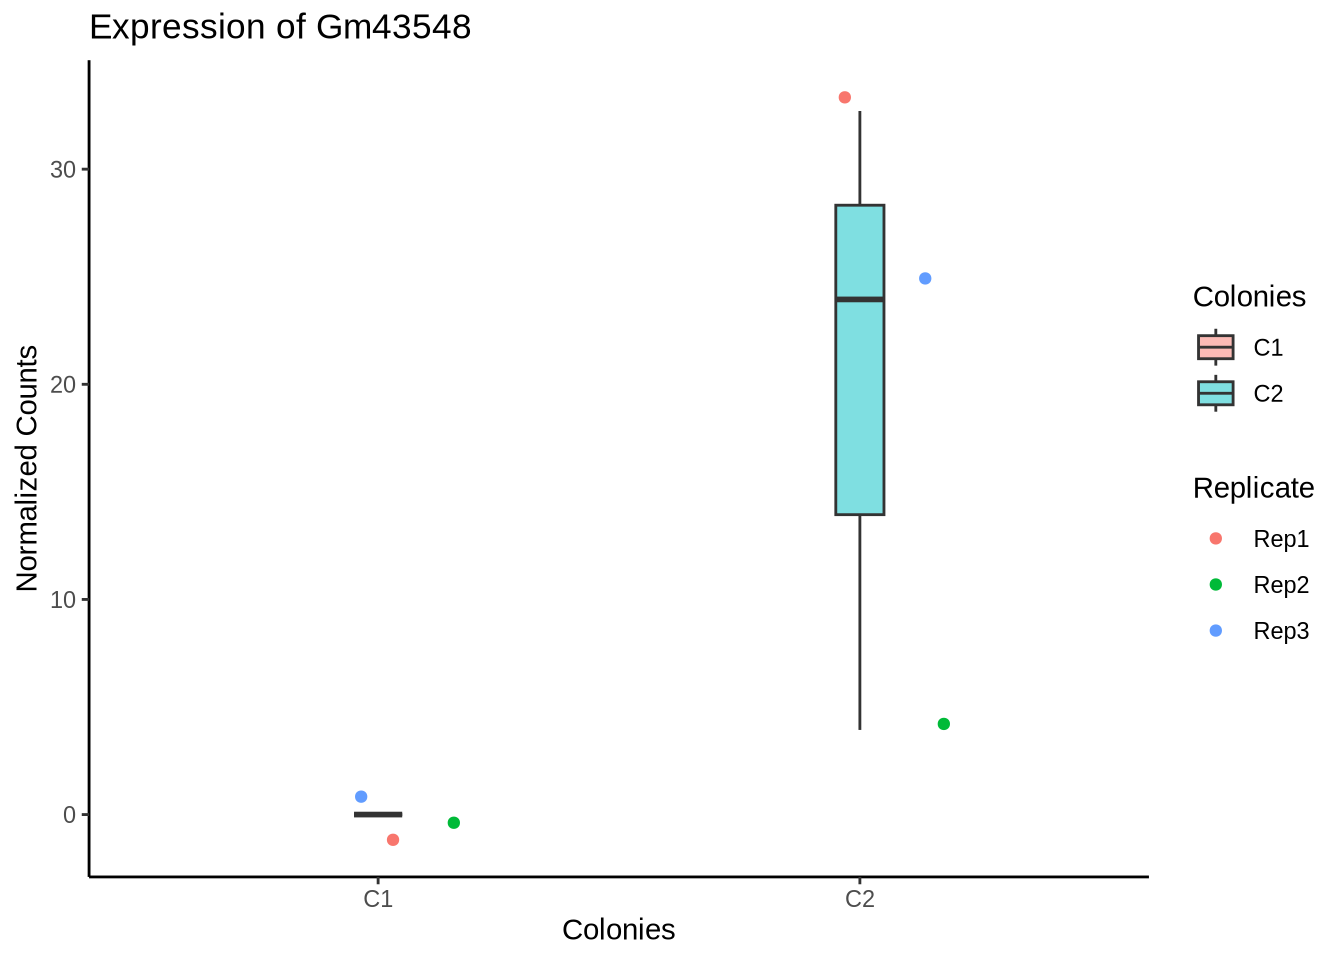 Expression of Gm43548
Normalized Counts
30
20
10
0
C1
C2
Colonies
Colonies
C1
C2
Replicate
Rep1
Rep2
Rep3